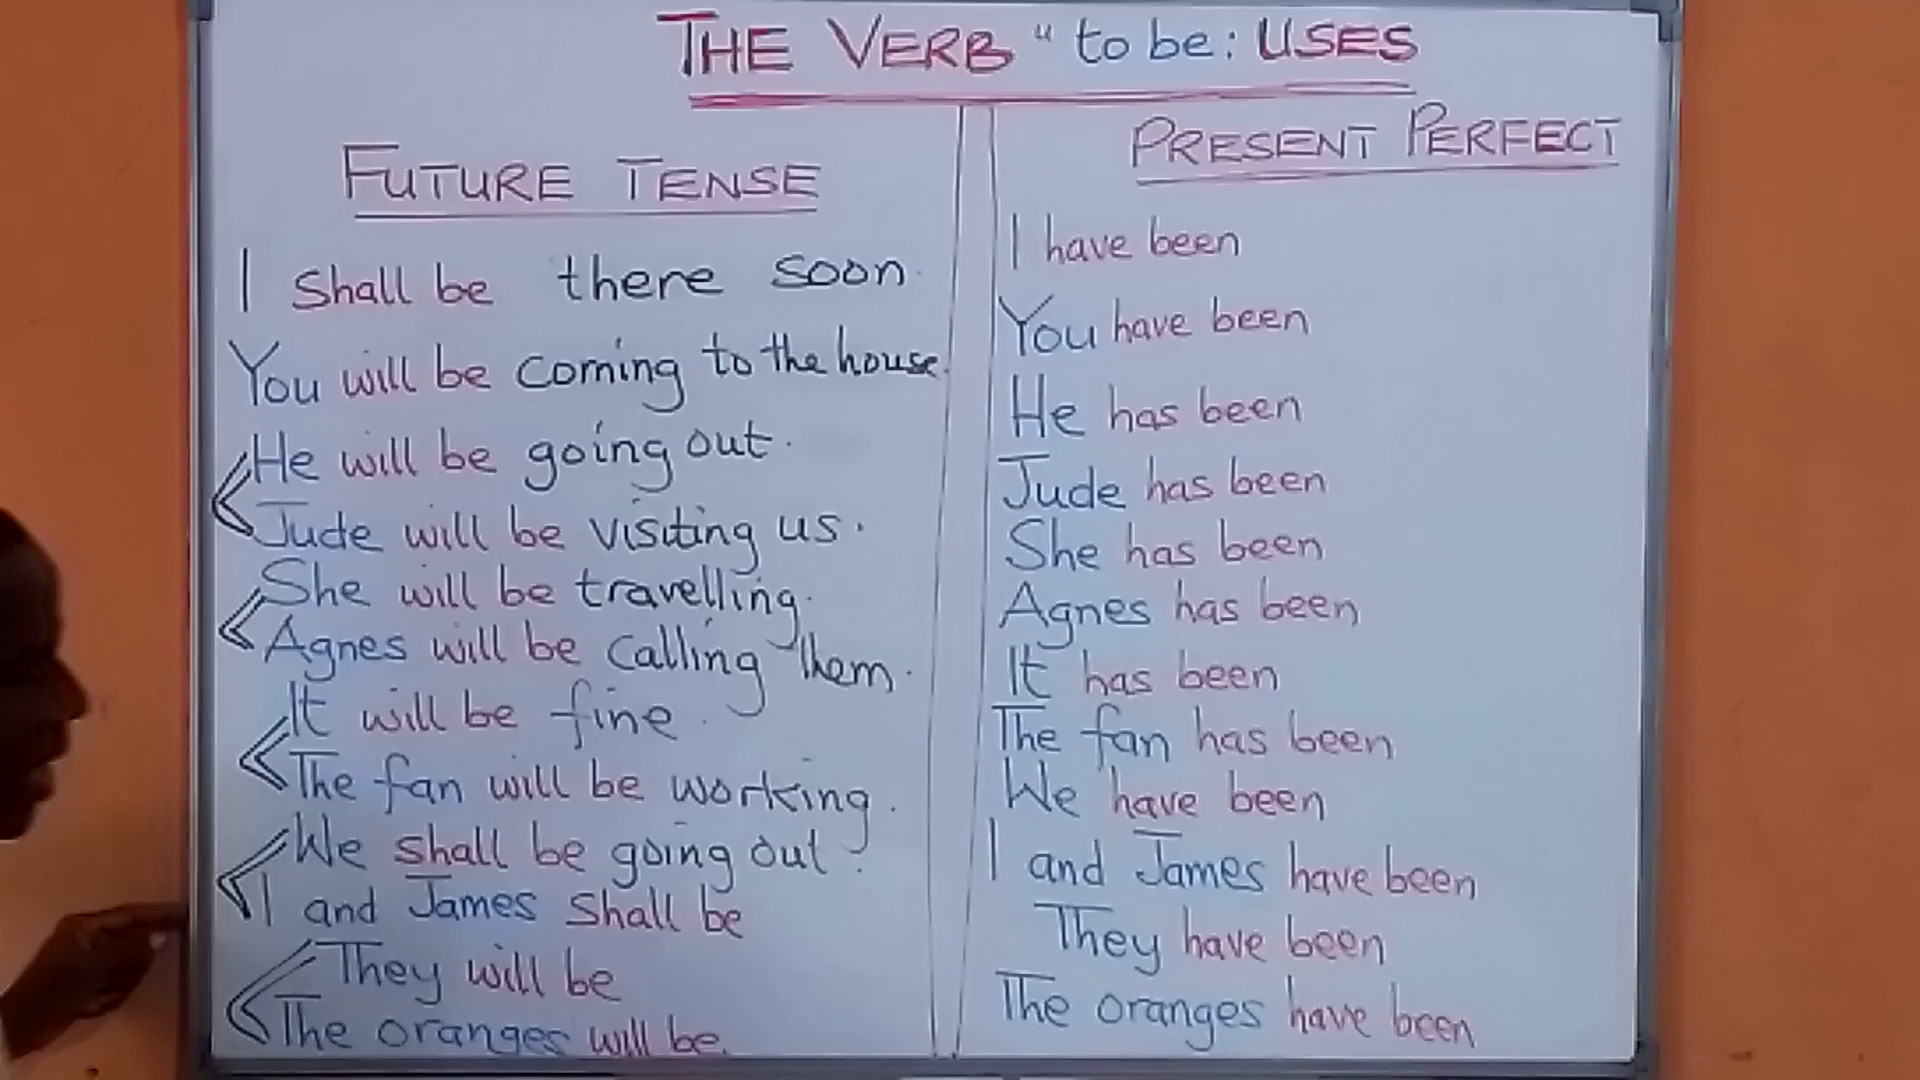 THE VERB "to be: USES
FUTURE TENSE
I shall be there soon.
You will be coming to the house.
He will be going out.
Jude will be visiting us.
She will be travelling.
Agnes will be calling them.
It will be fine.
The fan will be working.
We shall be going out.
I and James shall be
They will be
The oranges will be.
PRESENT PERFECT
I have been
You have been
He has been
Jude has been
She has been
Agnes has been
It has been
The fan has been
We have been
I and James have been
They have been
The oranges have been